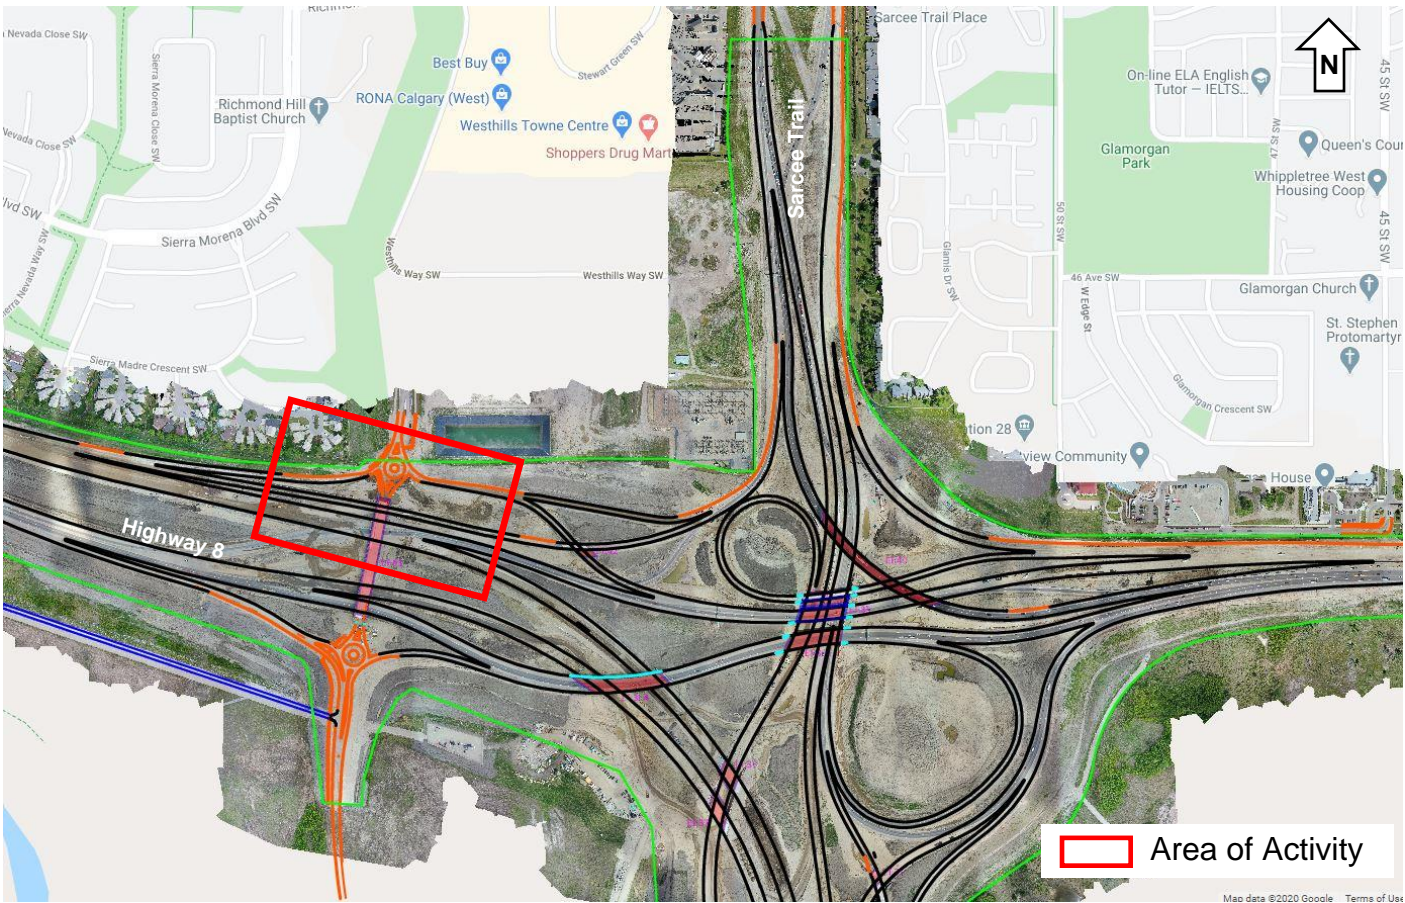 Nevada Close SW
Best Buy
Stewart Green SW
Sarcee Trail Place
N
On-line ELA English
Tutor — IELTS...
45 St SW
Sierra Morena Close SW
Richmond Hill
Baptist Church
RONA Calgary (West)
Westhills Towne Centre
Shoppers Drug Mart
Sarcee Trail
Glamorgan
Park
47 St SW
Queen's Cour
Whippletree West
Housing Coop
45 St SW
Nevada Close SW
lvd SW
Sierra Morena Blvd SW
Westhills Way SW
Westhills Way SW
50 St SW
46 Ave SW
Glamis Dr SW
W Edge St
Glamorgan Church
St. Stephen
Protomartyr
Sierra Madre Crescent SW
Glamorgan Crescent SW
tion 28
view Community
House
Highway 8
Area of Activity
Map data ©2020 Google
Terms of Use